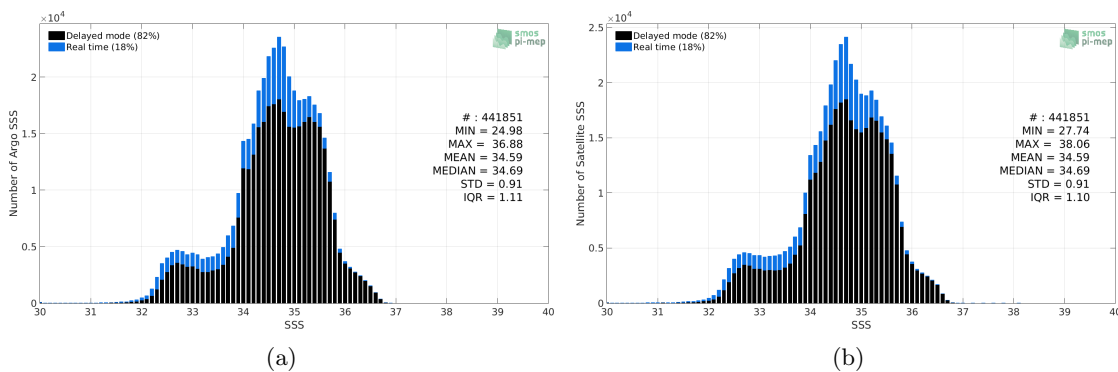 ×10⁴
Delayed mode (82%)
Real time (18%)
smos
pi-mep
2
1.5
1
0.5
0
Number of Argo SSS
# : 441851
MIN = 24.98
MAX = 36.88
MEAN = 34.59
MEDIAN = 34.69
STD = 0.91
IQR = 1.11
30 31 32 33 34 35 36 37 38 39 40
SSS
(a)
×10⁴
Delayed mode (82%)
Real time (18%)
smos
pi-mep
2.5
2
1.5
1
0.5
0
Number of Satellite SSS
# : 441851
MIN = 27.74
MAX = 38.06
MEAN = 34.59
MEDIAN = 34.69
STD = 0.91
IQR = 1.10
30 31 32 33 34 35 36 37 38 39 40
SSS
(b)